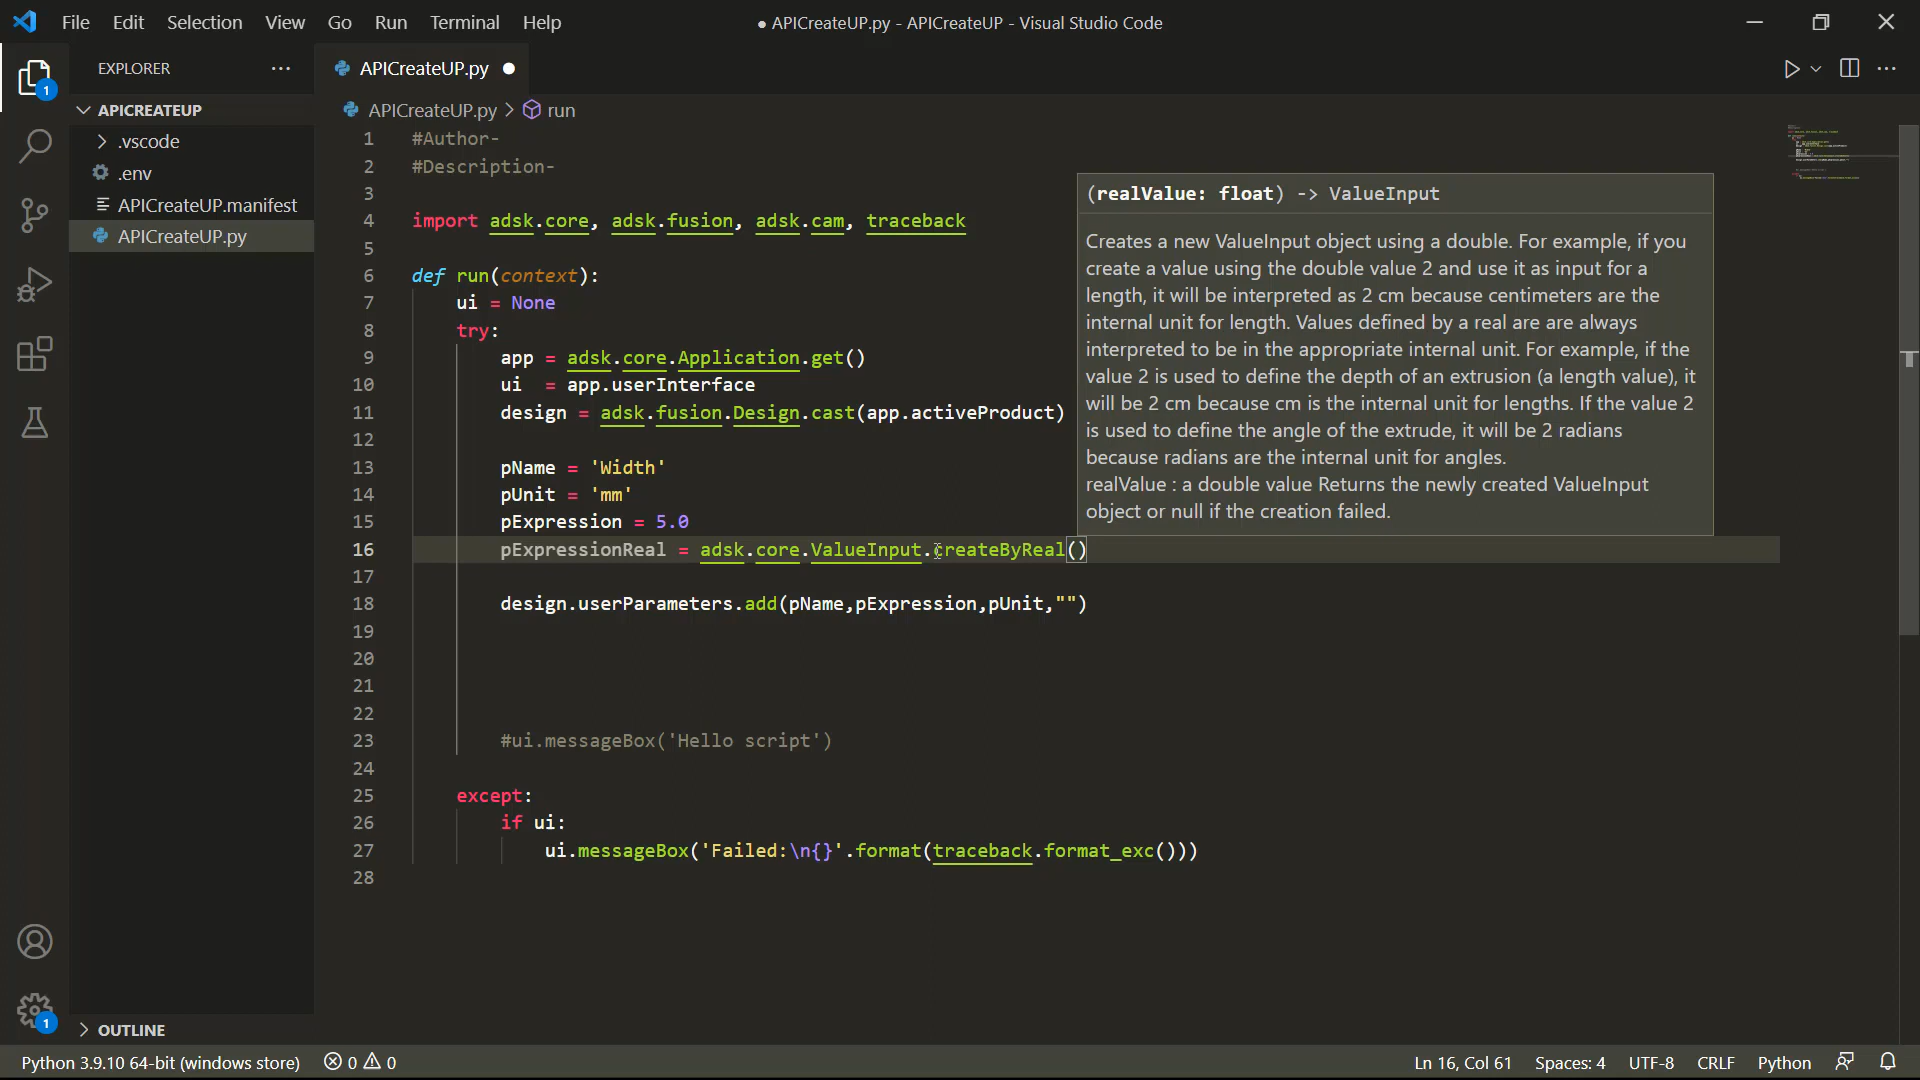 File Edit Selection View Go Run Terminal Help
● APICreateUP.py - APICreateUP - Visual Studio Code
EXPLORER
APICREATEUP
.vscode
.env
APICreateUP.manifest
APICreateUP.py
OUTLINE
1
1
APICreateUP.py
APICreateUP.py > run
1 #Author-
2 #Description-
3
4 import adsk.core, adsk.fusion, adsk.cam, traceback
5
6 def run(context):
7 ui = None
8 try:
9 app = adsk.core.Application.get()
10 ui  = app.userInterface
11 design = adsk.fusion.Design.cast(app.activeProduct)
12
13 pName = 'Width'
14 pUnit = 'mm'
15 pExpression = 5.0
16 pExpressionReal = adsk.core.ValueInput.createByReal()
17
18 design.userParameters.add(pName,pExpression,pUnit,"")
19
20
21
22
23 #ui.messageBox('Hello script')
24
25 except:
26 if ui:
27 ui.messageBox('Failed:\n{}'.format(traceback.format_exc()))
28
(realValue: float) -> ValueInput
Creates a new ValueInput object using a double. For example, if you
create a value using the double value 2 and use it as input for a
length, it will be interpreted as 2 cm because centimeters are the
internal unit for length. Values defined by a real are are always
interpreted to be in the appropriate internal unit. For example, if the
value 2 is used to define the depth of an extrusion (a length value), it
will be 2 cm because cm is the internal unit for lengths. If the value 2
is used to define the angle of the extrude, it will be 2 radians
because radians are the internal unit for angles.
realValue : a double value Returns the newly created ValueInput
object or null if the creation failed.
Python 3.9.10 64-bit (windows store) 0 0
Ln 16, Col 61 Spaces: 4 UTF-8 CRLF Python